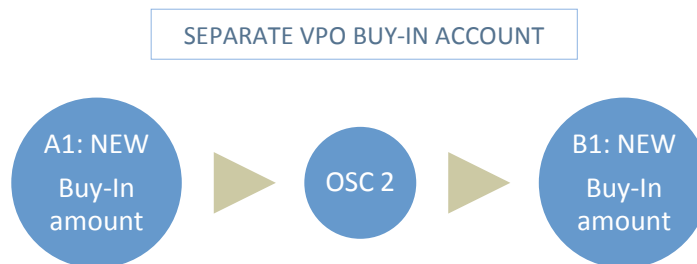 SEPARATE VPO BUY-IN ACCOUNT
A1: NEW
Buy-In
amount
OSC 2
B1: NEW
Buy-In
amount